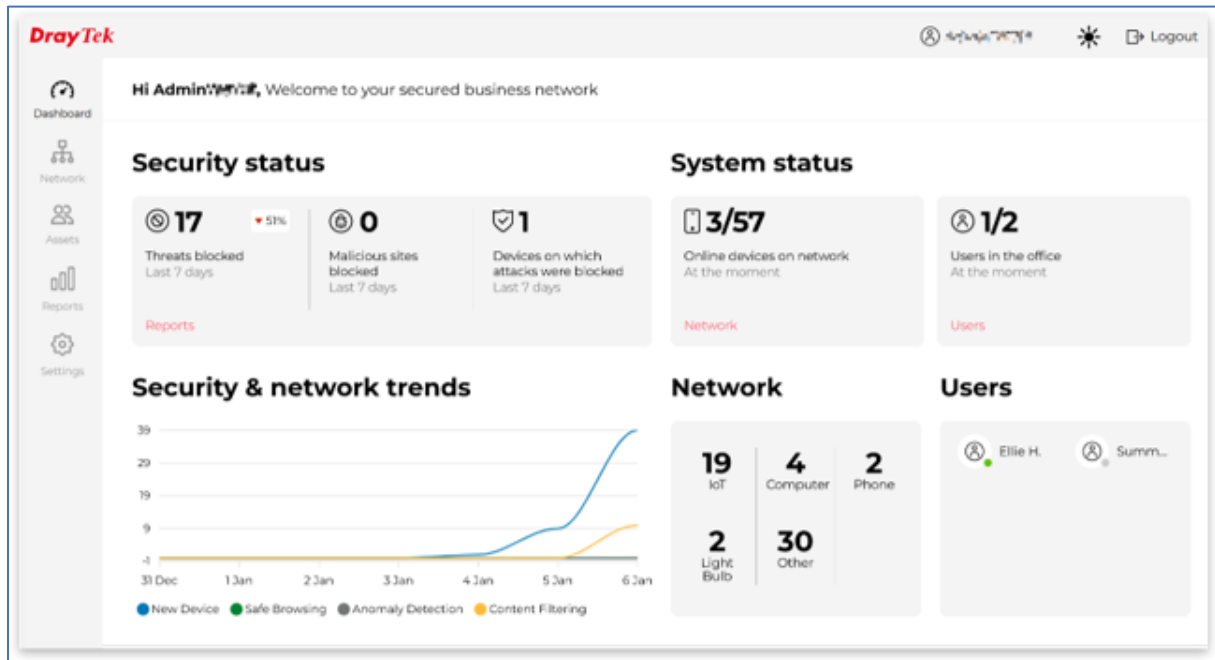 DrayTek
Logout
Hi Admin, Welcome to your secured business network
Dashboard
Network
Assets
Reports
Settings
Security status
17
51%
Threats blocked
Last 7 days
0
Malicious sites
blocked
Last 7 days
1
Devices on which
attacks were blocked
Last 7 days
Reports
System status
3/57
Online devices on network
At the moment
Network
1/2
Users in the office
At the moment
Users
Security & network trends
39
29
19
9
-1
31 Dec 1 Jan 2 Jan 3 Jan 4 Jan 5 Jan 6 Jan
New Device Safe Browsing Anomaly Detection Content Filtering
Network
19
IoT
4
Computer
2
Phone
2
Light
Bulb
30
Other
Users
Ellie H.
Summ...